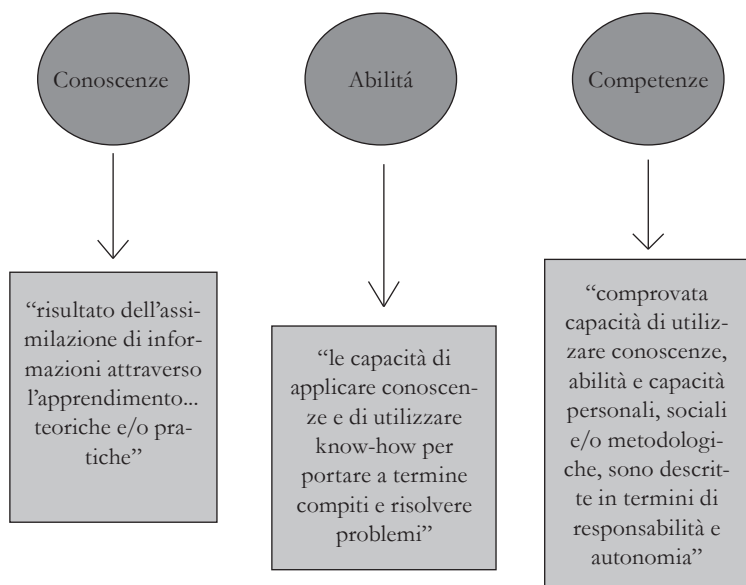 Conoscenze
Abilitá
Competenze
“risultato dell’assi-
milazione di infor-
mazioni attraverso
l’apprendimento...
teoriche e/o pra-
tiche”
“le capacità di
applicare conoscen-
ze e di utilizzare
know-how per
portare a termine
compiti e risolvere
problemi”
“comprovata
capacità di utiliz-
zare conoscenze,
abilità e capacità
personali, sociali
e/o metodologi-
che, sono descrit-
te in termini di
responsabilità e
autonomia”